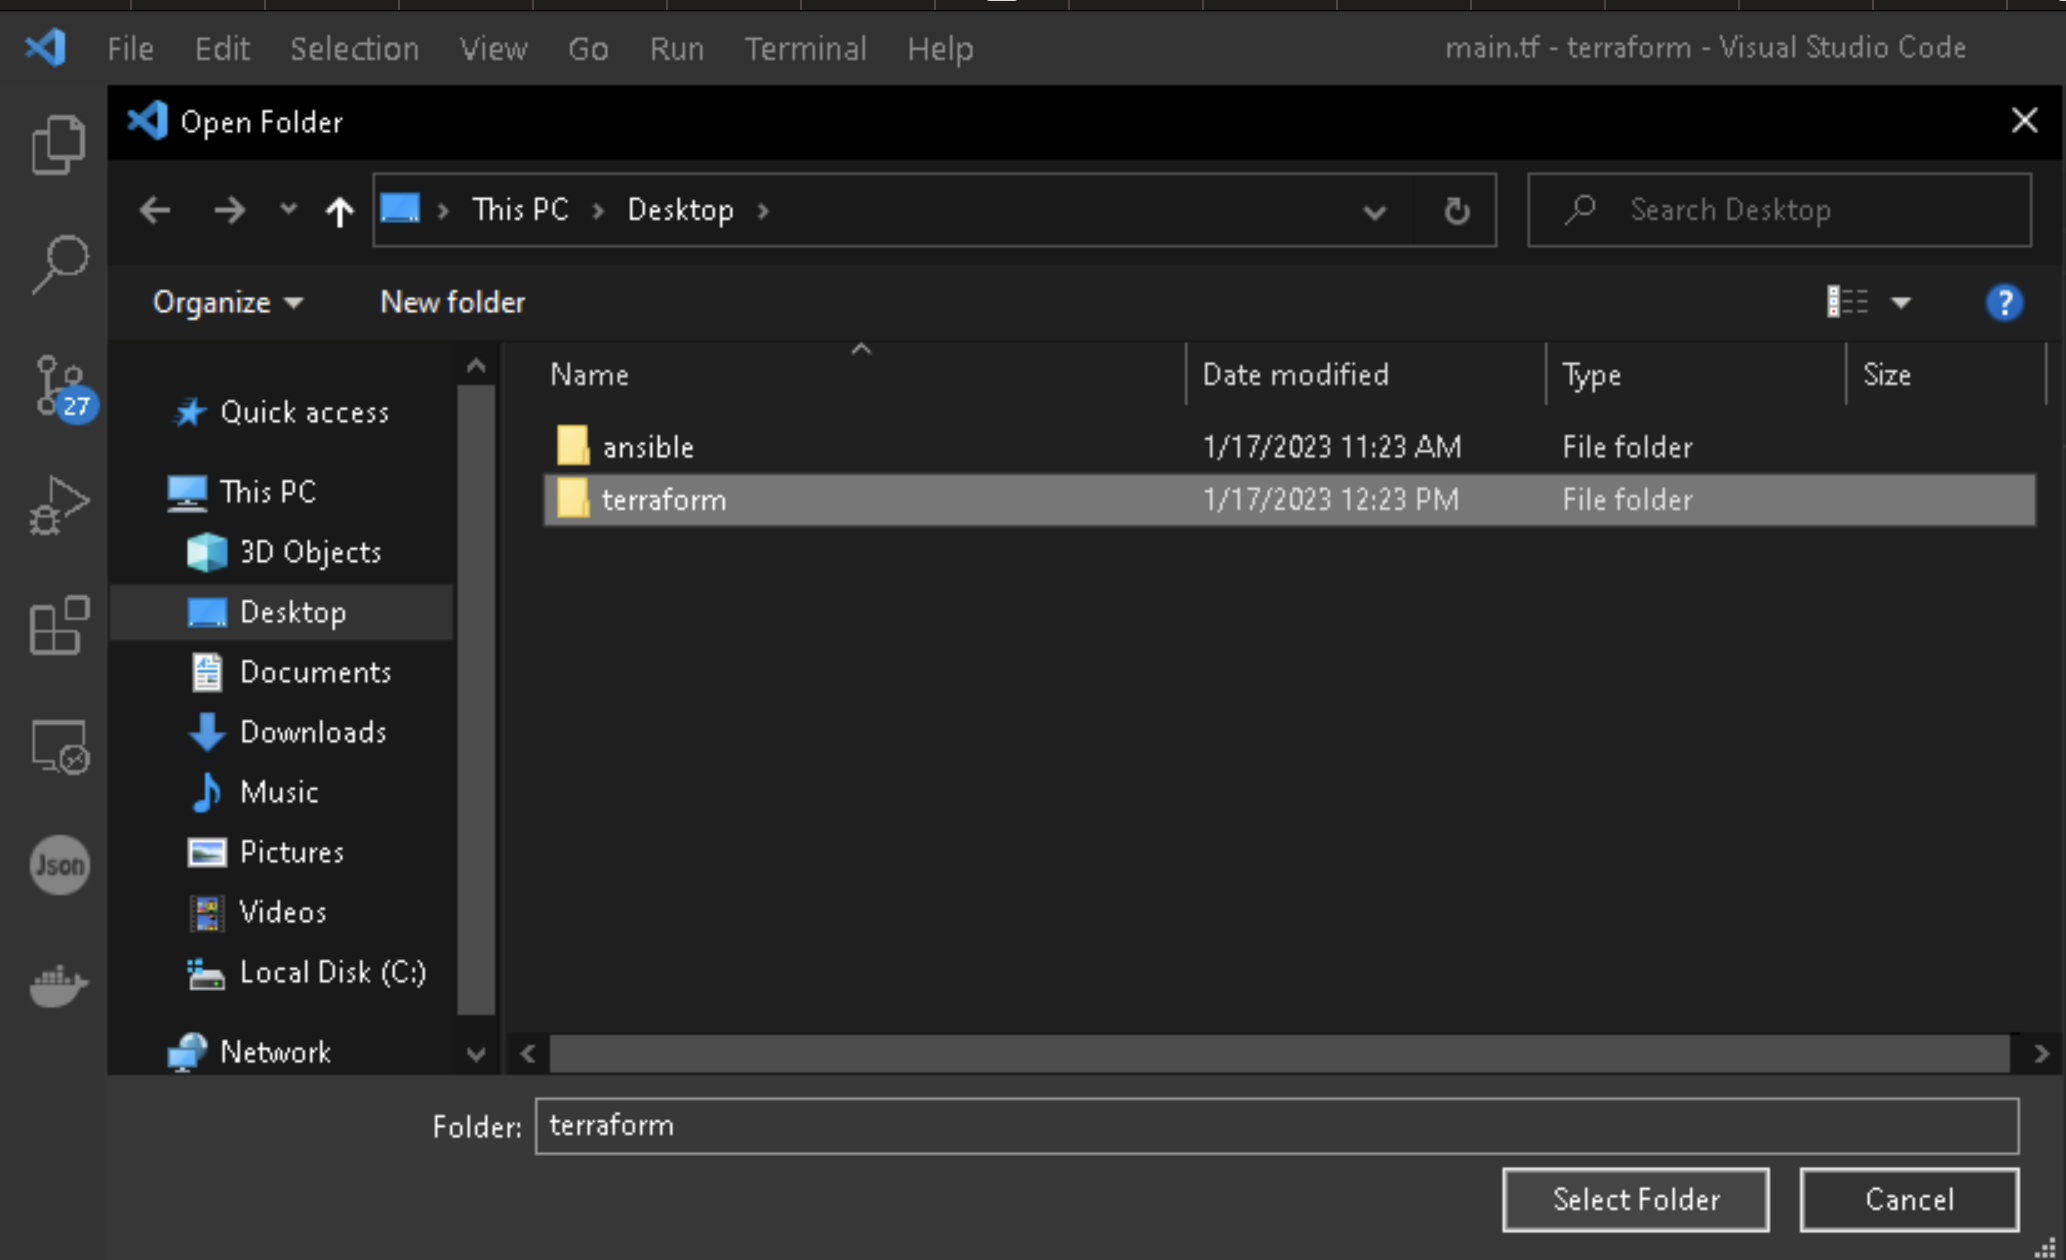 File Edit Selection View Go Run Terminal Help main.tf - terraform - Visual Studio Code
Open Folder
This PC Desktop Search Desktop
Organize New folder ?
Name Date modified Type Size
27
Quick access
ansible 1/17/2023 11:23 AM File folder
This PC
terraform 1/17/2023 12:23 PM File folder
3D Objects
Desktop
Documents
Downloads
Music
Pictures
Json
Videos
Local Disk (C:)
Network
Folder: terraform
Select Folder Cancel